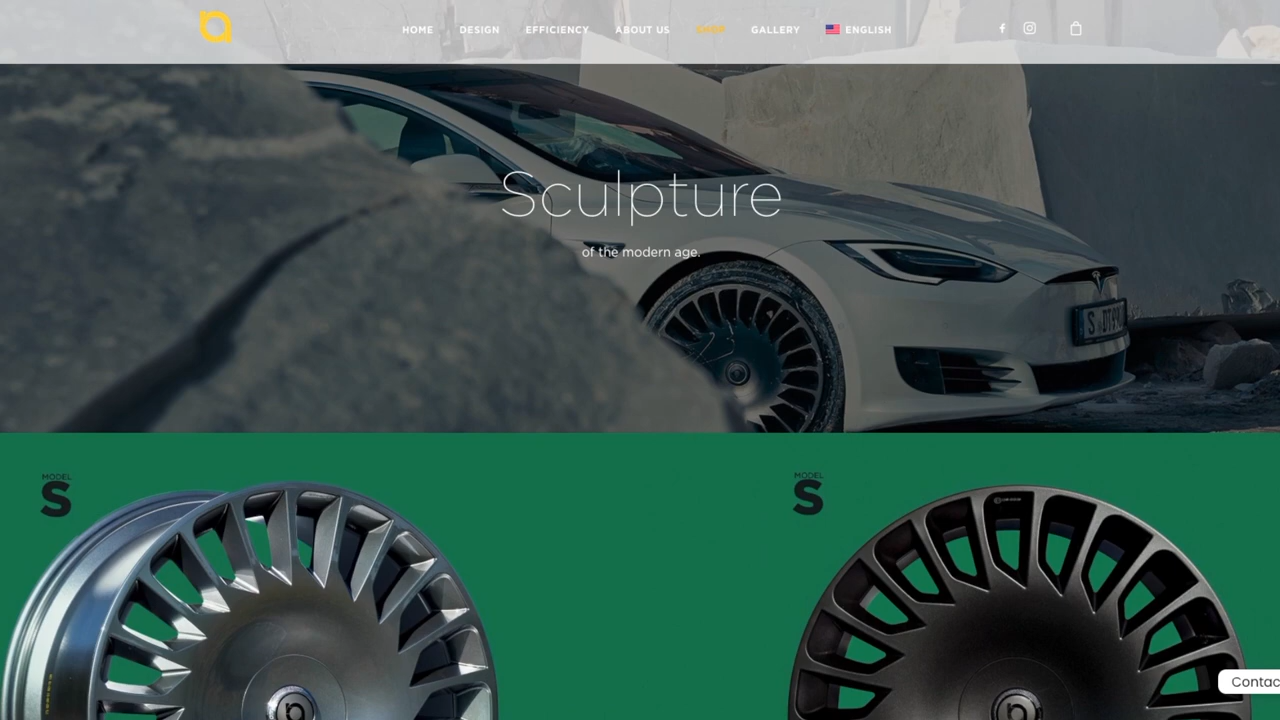 HOME DESIGN EFFICIENCY ABOUT US SHOP GALLERY ENGLISH
Sculpture
of the modern age.
MODEL
S
MODEL
S
Contac